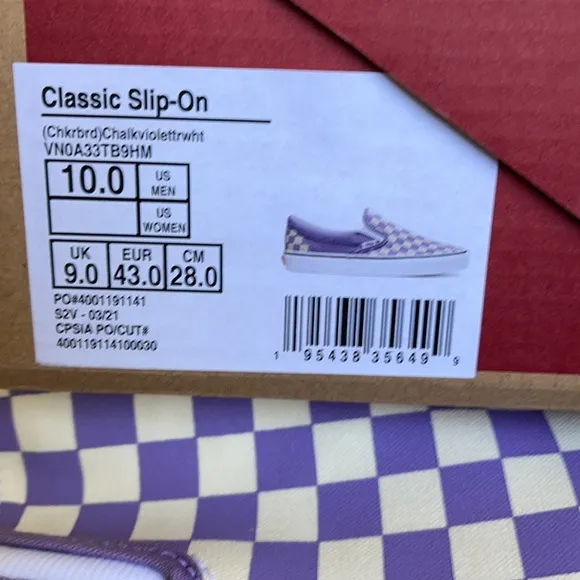 Classic Slip-On
(Chkrbrd)Chalkviolettrwht
VN0A33TB9HM
10.0 US MEN
US WOMEN
UK 9.0 EUR 43.0 CM 28.0
PO#4001191141
S2V - 03/21
CPSIA PO/CUT#
400119114100030
1 95438 35649 9